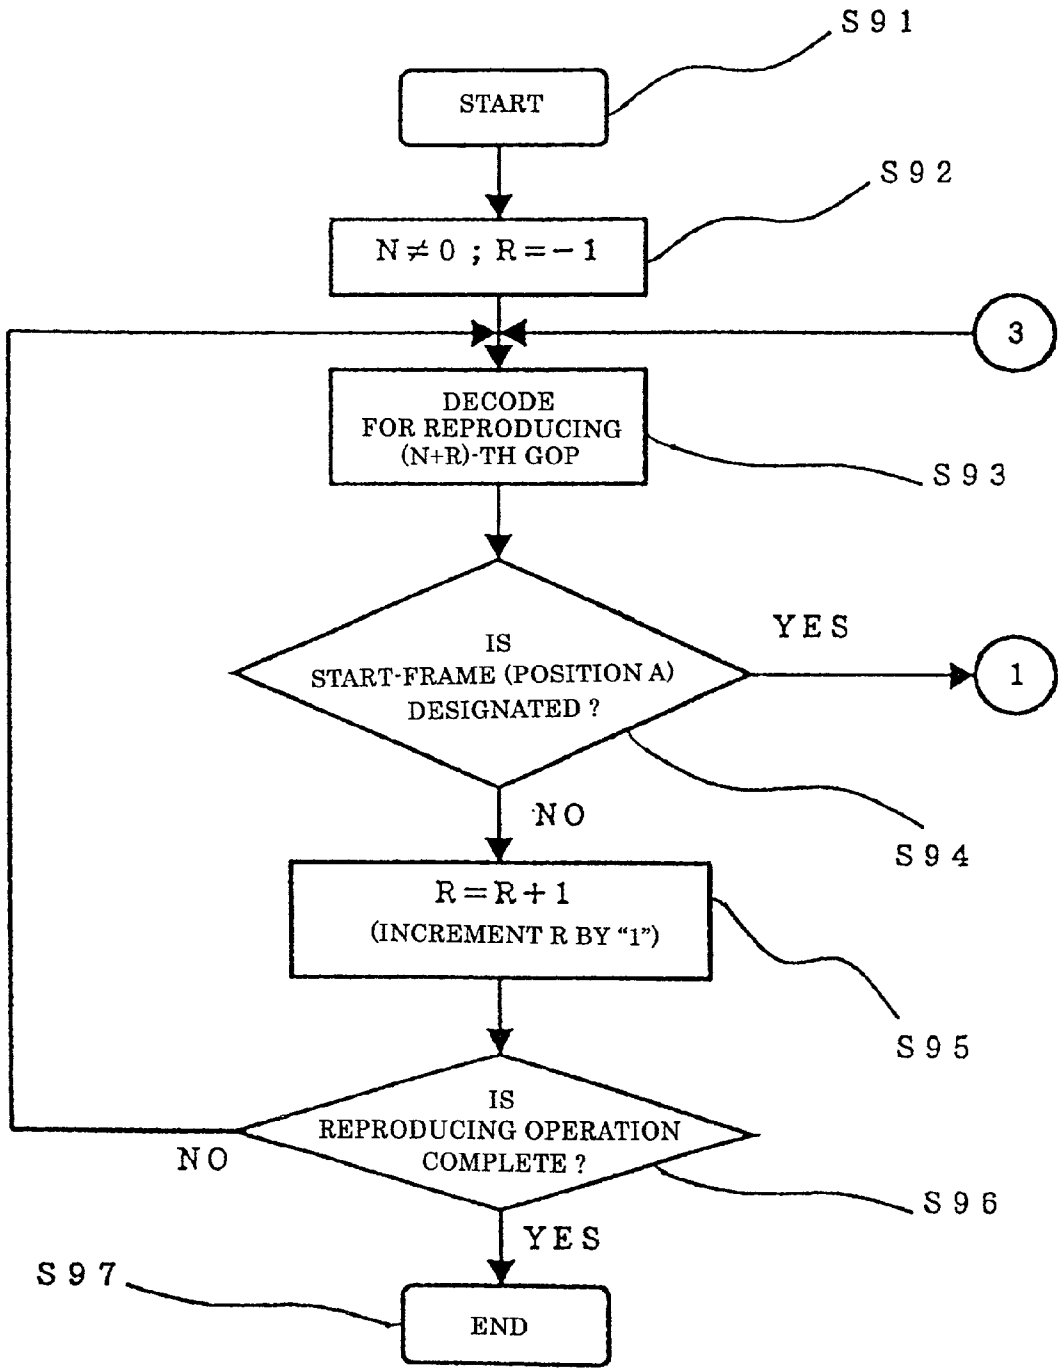 S91
START
S92
N≠0 ; R=−1
3
DECODE
FOR REPRODUCING
(N+R)-TH GOP
S93
IS
START-FRAME (POSITION A)
DESIGNATED ?
YES
1
NO
S94
R=R+1
(INCREMENT R BY “1”)
S95
IS
REPRODUCING OPERATION
COMPLETE ?
NO
S96
YES
S97
END